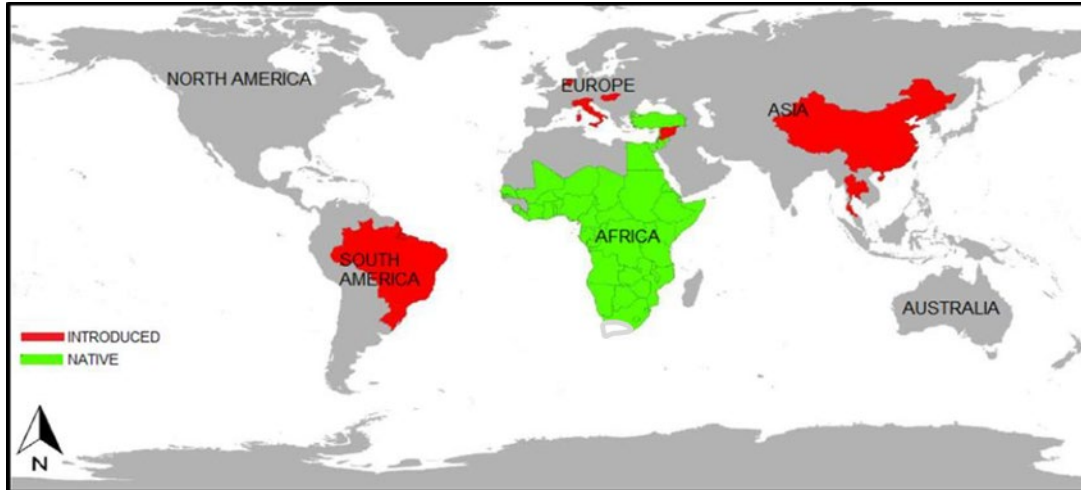 NORTH AMERICA
EUROPE
ASIA
AFRICA
SOUTH
AMERICA
AUSTRALIA
INTRODUCED
NATIVE
N